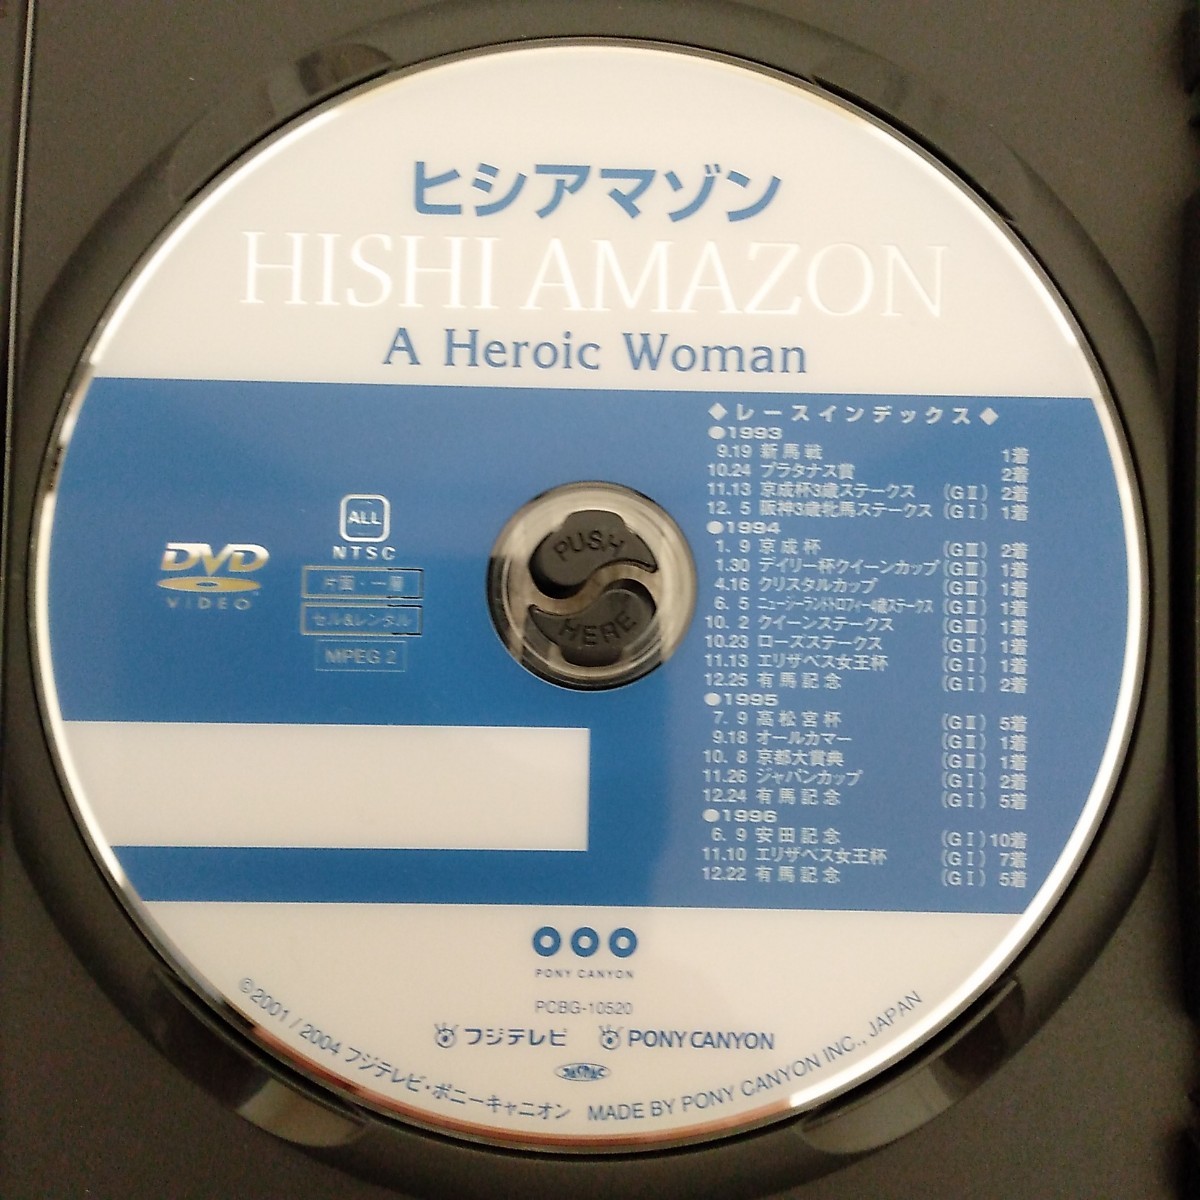 ヒシアマゾン
HISHI AMAZON
A Heroic Woman
◆レースインデックス◆
●1993
9.19 新馬戦 1着
10.24 プラタナス賞 2着
11.13 京成杯3歳ステークス (GⅡ) 2着
12. 5 阪神3歳牝馬ステークス (GⅠ) 1着
●1994
1. 9 京成杯 (GⅢ) 2着
1.30 デイリー杯クイーンカップ (GⅢ) 1着
4.16 クリスタルカップ (GⅢ) 1着
6. 5 ニュージーランドトロフィー4歳ステークス (GⅡ) 1着
10. 2 クイーンステークス (GⅢ) 1着
10.23 ローズステークス (GⅡ) 1着
11.13 エリザベス女王杯 (GⅠ) 1着
12.25 有馬記念 (GⅠ) 2着
●1995
7. 9 高松宮杯 (GⅡ) 5着
9.18 オールカマー (GⅡ) 1着
10. 8 京都大賞典 (GⅡ) 1着
11.26 ジャパンカップ (GⅠ) 2着
12.24 有馬記念 (GⅠ) 5着
●1996
6. 9 安田記念 (GⅠ) 10着
11.10 エリザベス女王杯 (GⅠ) 7着
12.22 有馬記念 (GⅠ) 5着
DVD
VIDEO
ALL
NTSC
片面・一層
セル&レンタル
MPEG 2
PUSH
HERE
PONY CANYON
PCBG-10520
フジテレビ PONY CANYON
©2001 / 2004 フジテレビ・ポニーキャニオン MADE BY PONY CANYON INC., JAPAN